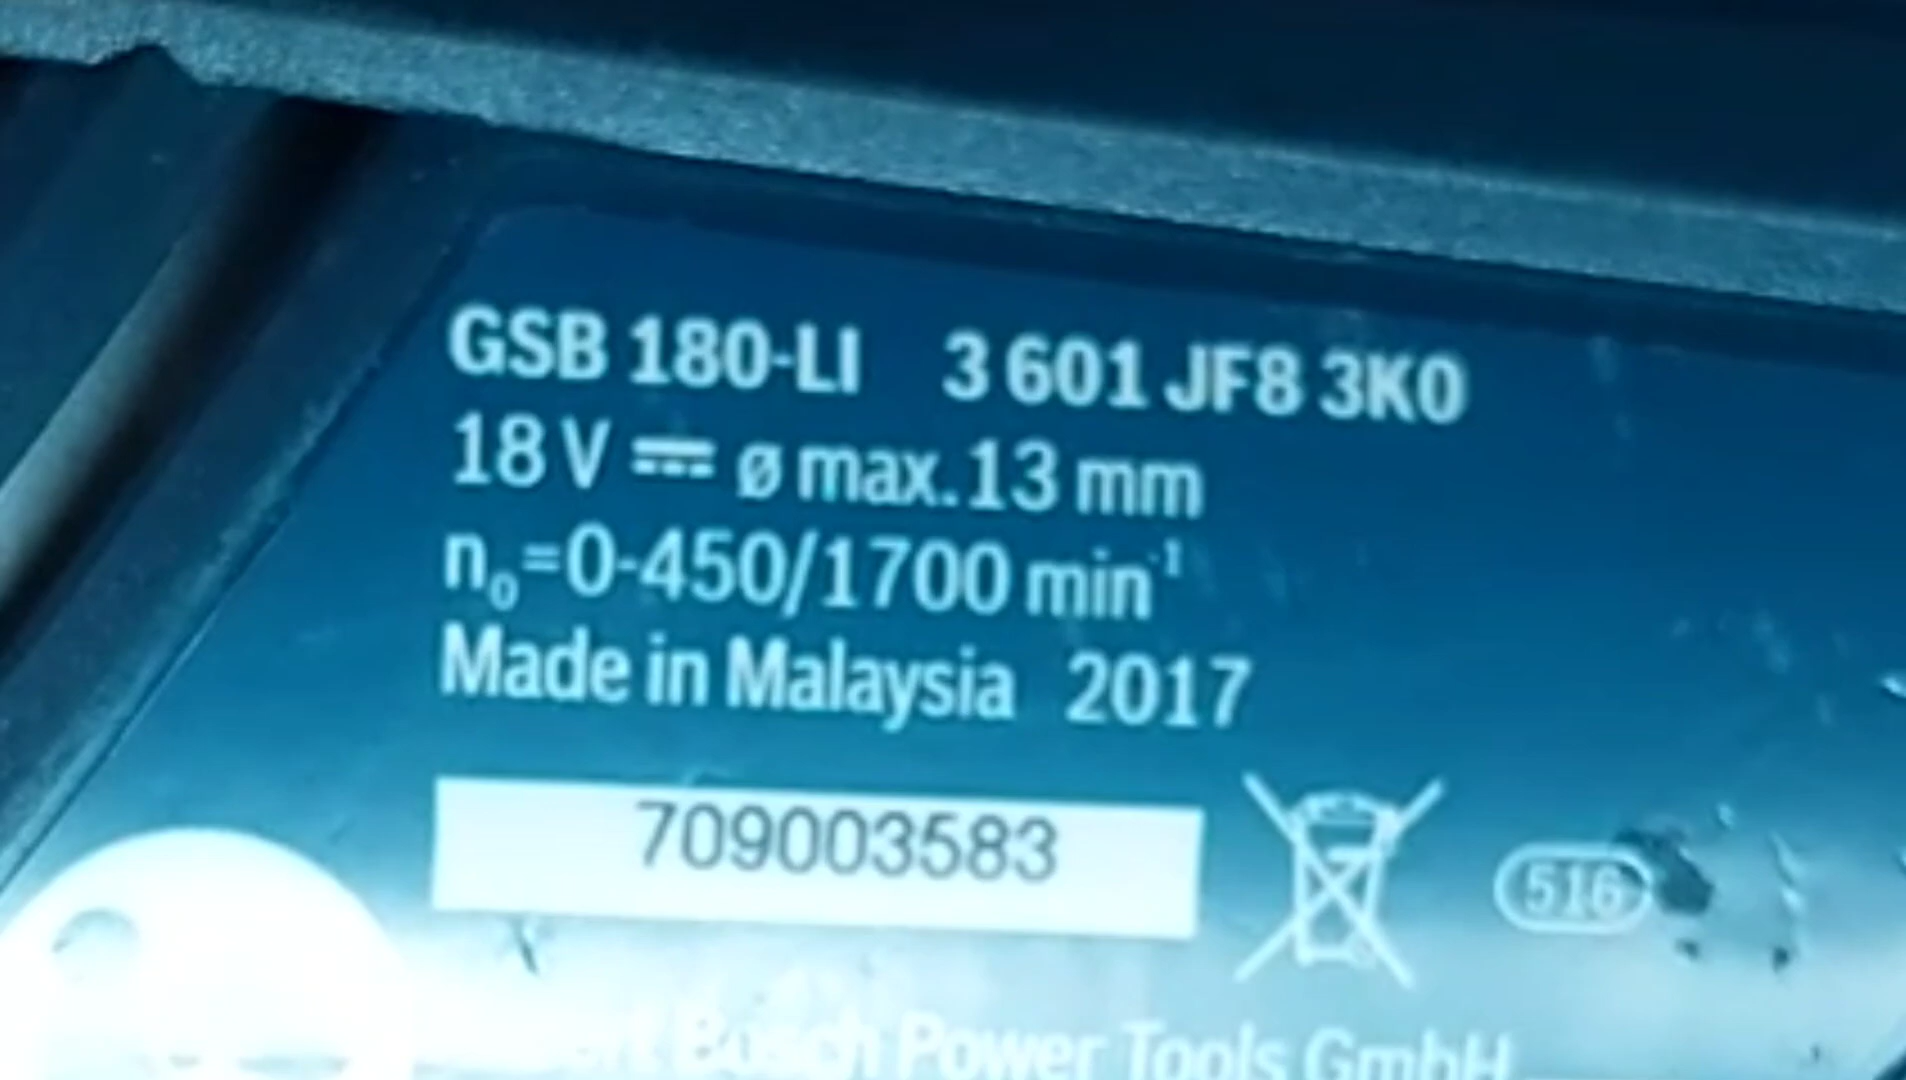 GSB 180-LI 3 601 JF8 3K0
18 V ⎓ ø max. 13 mm
n₀=0-450/1700 min⁻¹
Made in Malaysia 2017
709003583
516
Bosch Power Tools GmbH